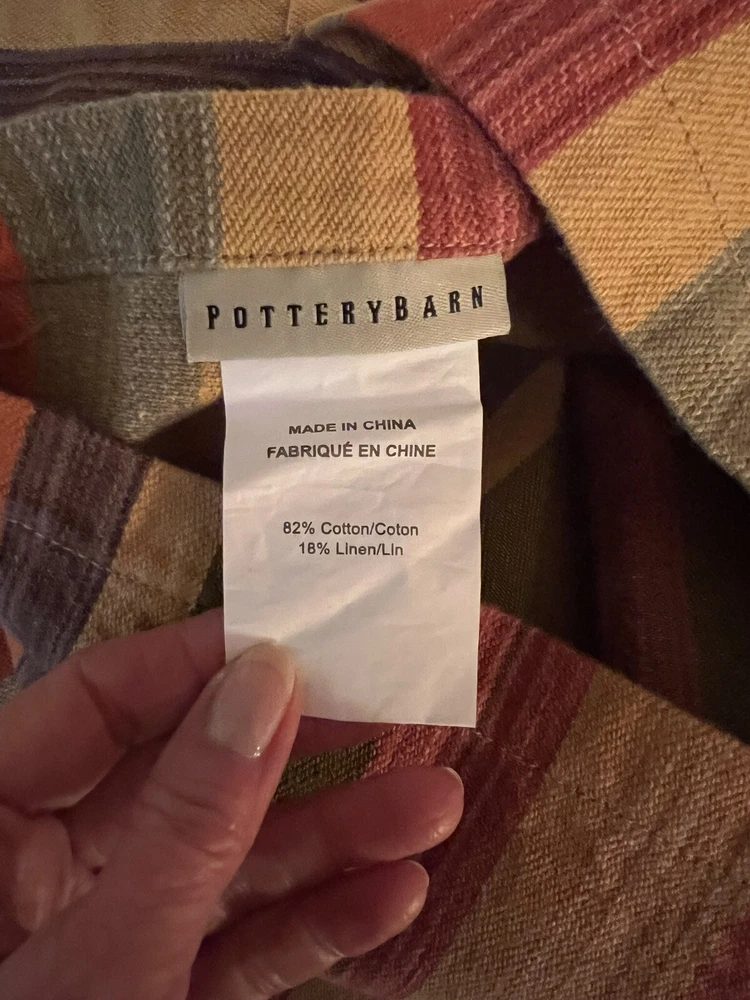 POTTERYBARN
MADE IN CHINA
FABRIQUÉ EN CHINE
82% Cotton/Coton
18% Linen/Lin